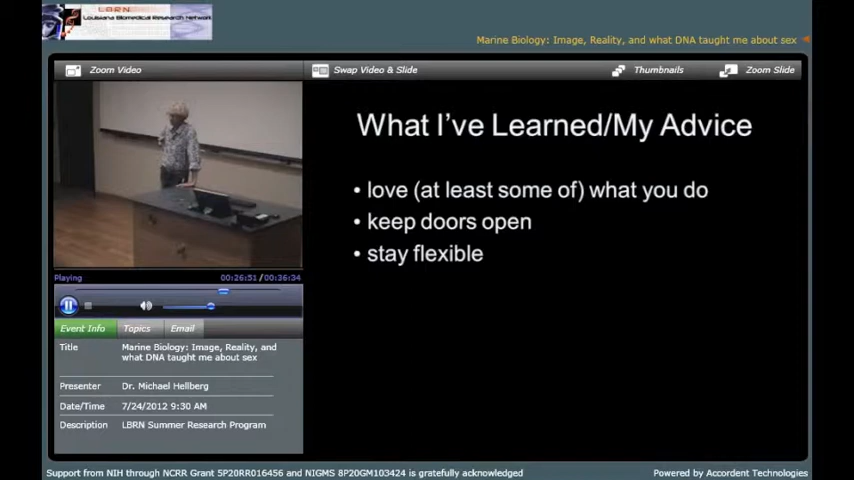 LBRN
Louisiana Biomedical Research Network
Marine Biology: Image, Reality, and what DNA taught me about sex
Zoom Video
Swap Video & Slide
Thumbnails
Zoom Slide
What I've Learned/My Advice
• love (at least some of) what you do
• keep doors open
• stay flexible
Playing
00:26:51 / 00:36:34
Event Info
Topics
Email
Title
Marine Biology: Image, Reality, and
what DNA taught me about sex
Presenter
Dr. Michael Hellberg
Date/Time
7/24/2012 9:30 AM
Description
LBRN Summer Research Program
Support from NIH through NCRR Grant 5P20RR016456 and NIGMS 8P20GM103424 is gratefully acknowledged
Powered by Accordent Technologies